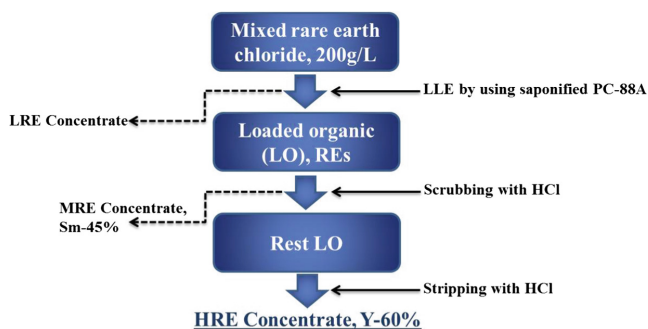 Mixed rare earth
chloride, 200g/L
LLE by using saponified PC-88A
LRE Concentrate
Loaded organic
(LO), REs
Scrubbing with HCl
MRE Concentrate,
Sm-45%
Rest LO
Stripping with HCl
HRE Concentrate, Y-60%